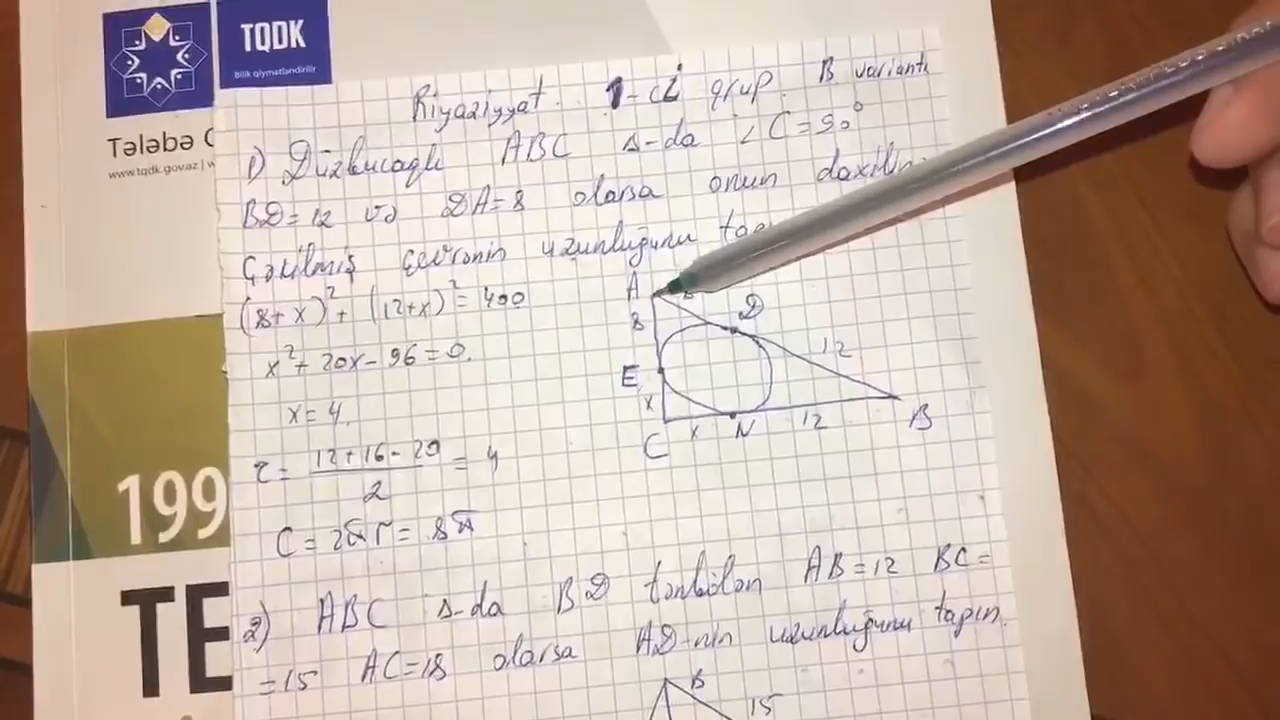 TQDK
Bilik qiymətləndirilir
Tələbə
www.tqdk.gov.az
199
TE
Riyaziyyat. 1-ci qrup. B variantı
1) Düzbucaqlı ABC Δ-da ∠C=90°
BD=12 və DA=8 olarsa onun
Çəkilmiş çevrənin uzunluğunu
(8+x)²+(12+x)²=400
x²+20x-96=0.
x=4.
r=(12+16-20)/2=4
C=2πr=8π
A
8
D
12
E
x
C
x
N
12
B
2) ABC Δ-da BD tənbölən AB=12 BC=
=15 AC=18 olarsa AD-nin uzunluğunu tapın.
B
15